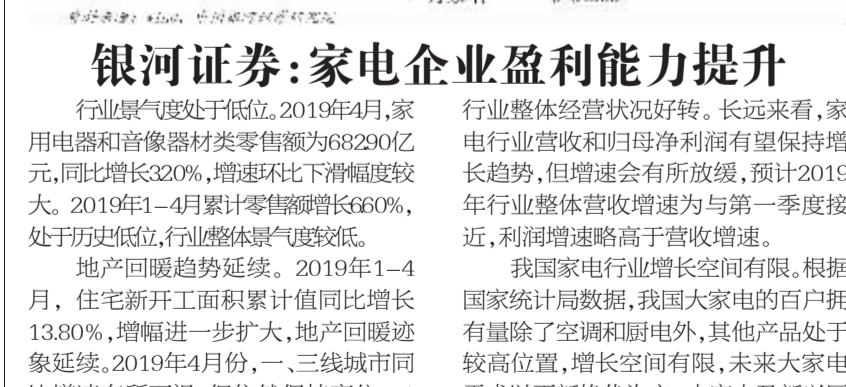 银河证券:家电企业盈利能力提升
行业景气度处于低位。2019年4月,家
用电器和音像器材类零售额为682.90亿
元,同比增长3.20%,增速环比下滑幅度较
大。2019年1-4月累计零售额增长6.60%,
处于历史低位,行业整体景气度较低。
地产回暖趋势延续。2019年1-4
月,住宅新开工面积累计值同比增长
13.80%,增幅进一步扩大,地产回暖迹
象延续。2019年4月份,一、三线城市同
行业整体经营状况好转。长远来看,家
电行业营收和归母净利润有望保持增
长趋势,但增速会有所放缓,预计2019
年行业整体营收增速为与第一季度接
近,利润增速略高于营收增速。
我国家电行业增长空间有限。根据
国家统计局数据,我国大家电的百户拥
有量除了空调和厨电外,其他产品处于
较高位置,增长空间有限,未来大家电